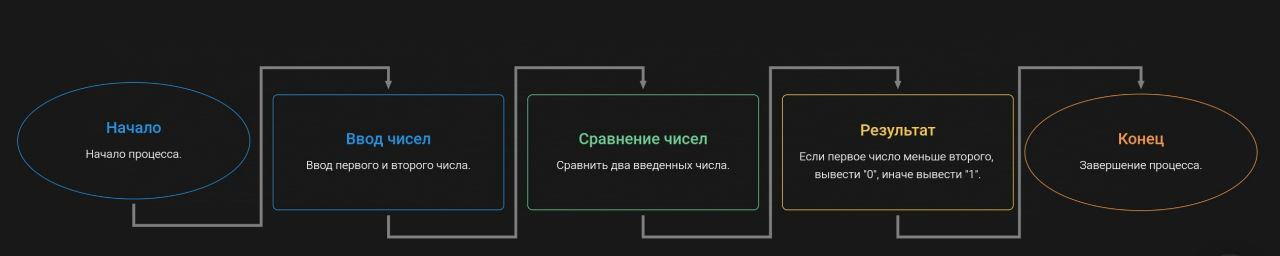 Начало
Начало процесса.
Ввод чисел
Ввод первого и второго числа.
Сравнение чисел
Сравнить два введенных числа.
Результат
Если первое число меньше второго,
вывести "0", иначе вывести "1".
Конец
Завершение процесса.